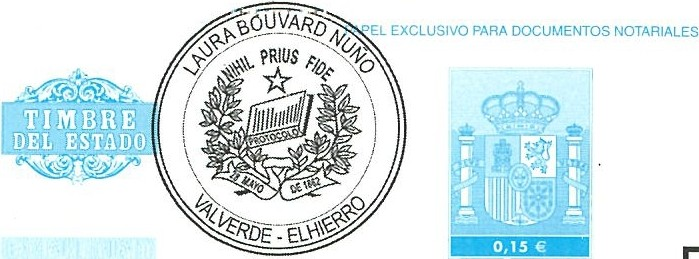 PAPEL EXCLUSIVO PARA DOCUMENTOS NOTARIALES
TIMBRE
DEL ESTADO
LAURA BOUVARD NUÑO
NIHIL PRIUS FIDE
PROTOCOLO
28 MAYO DE 1862
VALVERDE - ELHIERRO
0,15 €